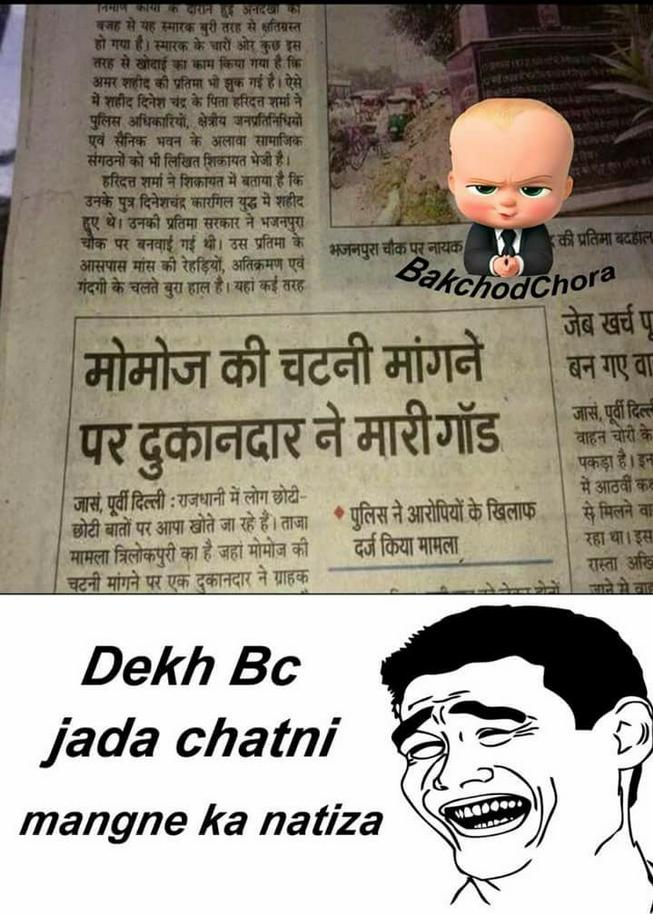 निर्माण कार्यों के दौरान हुई अनदेखी की
वजह से यह स्मारक बुरी तरह से क्षतिग्रस्त
हो गया है। स्मारक के चारों ओर कुछ इस
तरह से खोदाई का काम किया गया है कि
अमर शहीद की प्रतिमा भी झुक गई है। ऐसे
में शहीद दिनेश चंद्र के पिता हरिदत्त शर्मा ने
पुलिस अधिकारियों, क्षेत्रीय जनप्रतिनिधियों
एवं सैनिक भवन के अलावा सामाजिक
संगठनों को भी लिखित शिकायत भेजी है।
हरिदत्त शर्मा ने शिकायत में बताया है कि
उनके पुत्र दिनेशचंद्र कारगिल युद्ध में शहीद
हुए थे। उनकी प्रतिमा सरकार ने भजनपुरा
चौक पर बनवाई गई थी। उस प्रतिमा के
आसपास मांस की रेहड़ियों, अतिक्रमण एवं
गंदगी के चलते बुरा हाल है। यहां कई तरह
भजनपुरा चौक पर नायक
की प्रतिमा बदहाल
BakchodChora
मोमोज की चटनी मांगने
पर दुकानदार ने मारी गॉड
जासं, पूर्वी दिल्ली : राजधानी में लोग छोटी-
छोटी बातों पर आपा खोते जा रहे हैं। ताजा
मामला त्रिलोकपुरी का है जहां मोमोज की
चटनी मांगने पर एक दुकानदार ने ग्राहक
पुलिस ने आरोपियों के खिलाफ
दर्ज किया मामला
जेब खर्च पू
बन गए वा
जासं, पूर्वी दिल्ल
वाहन चोरी के
पकड़ा है। इन
में आठवीं कक्
से मिलने वा
रहा था। इस
रास्ता अखि
Dekh Bc
jada chatni
mangne ka natiza